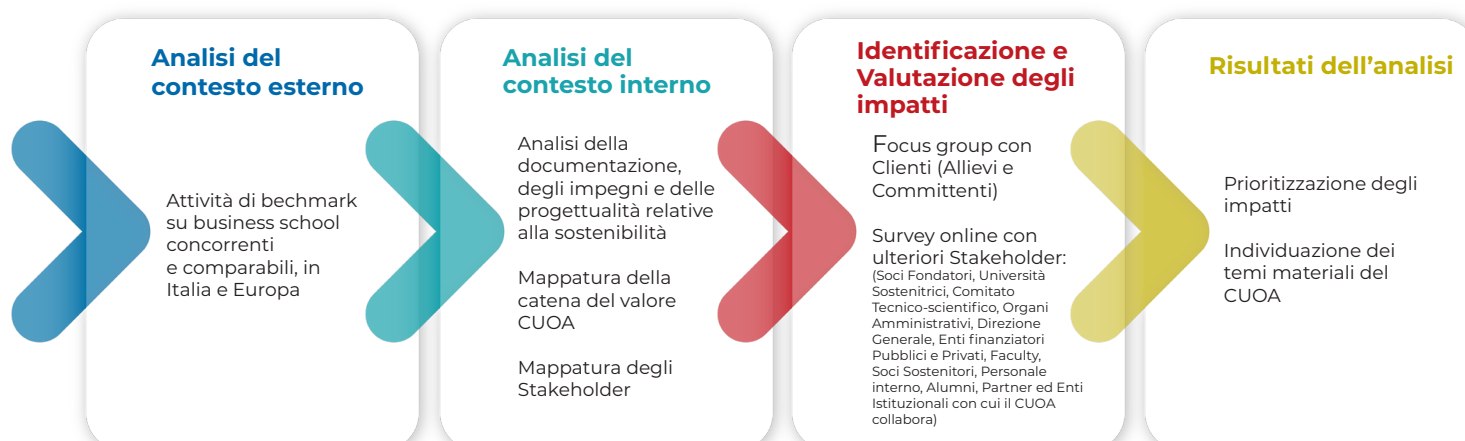 Analisi del
contesto esterno
Attività di bechmark
su business school
concorrenti
e comparabili, in
Italia e Europa
Analisi del
contesto interno
Analisi della
documentazione,
degli impegni e delle
progettualità relative
alla sostenibilità
Mappatura della
catena del valore
CUOA
Mappatura degli
Stakeholder
Identificazione e
Valutazione degli
impatti
Focus group con
Clienti (Allievi e
Committenti)
Survey online con
ulteriori Stakeholder:
(Soci Fondatori, Università
Sostenitrici, Comitato
Tecnico-scientifico, Organi
Amministrativi, Direzione
Generale, Enti finanziatori
Pubblici e Privati, Faculty,
Soci Sostenitori, Personale
interno, Alumni, Partner ed Enti
Istituzionali con cui il CUOA
collabora)
Risultati dell'analisi
Prioritizzazione degli
impatti
Individuazione dei
temi materiali del
CUOA